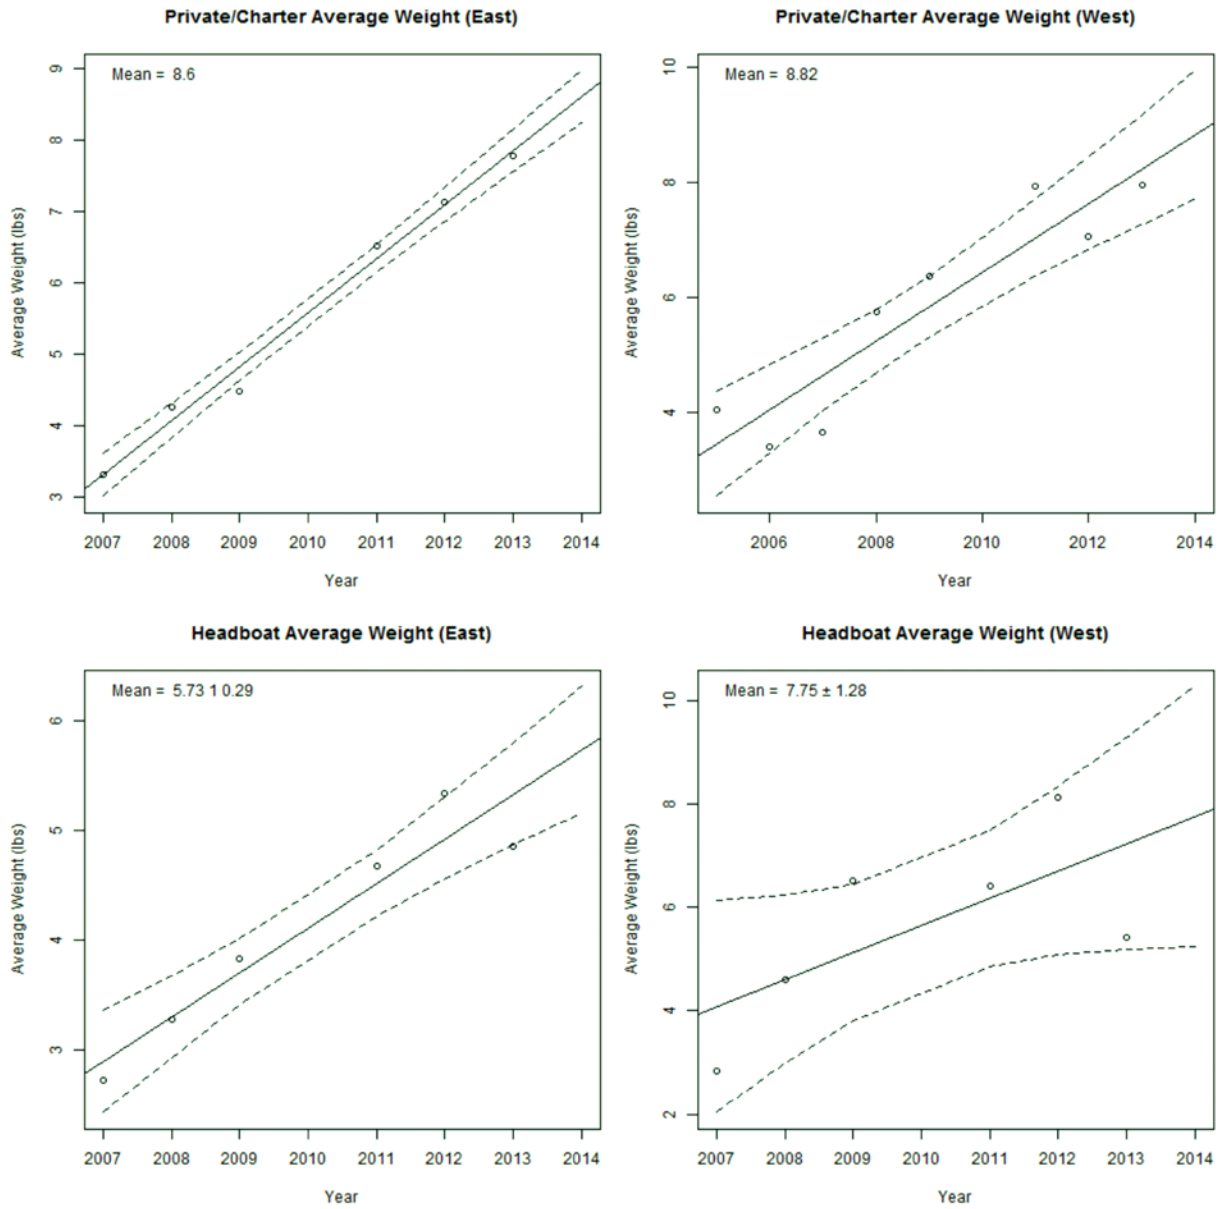 Private/Charter Average Weight (East)
Mean = 8.6
Average Weight (lbs)
9
8
7
6
5
4
3
2007 2008 2009 2010 2011 2012 2013 2014
Year
Private/Charter Average Weight (West)
Mean = 8.82
Average Weight (lbs)
10
8
6
4
2006 2008 2010 2012 2014
Year
Headboat Average Weight (East)
Mean = 5.73 1 0.29
Average Weight (lbs)
6
5
4
3
2007 2008 2009 2010 2011 2012 2013 2014
Year
Headboat Average Weight (West)
Mean = 7.75 ± 1.28
Average Weight (lbs)
10
8
6
4
2
2007 2008 2009 2010 2011 2012 2013 2014
Year